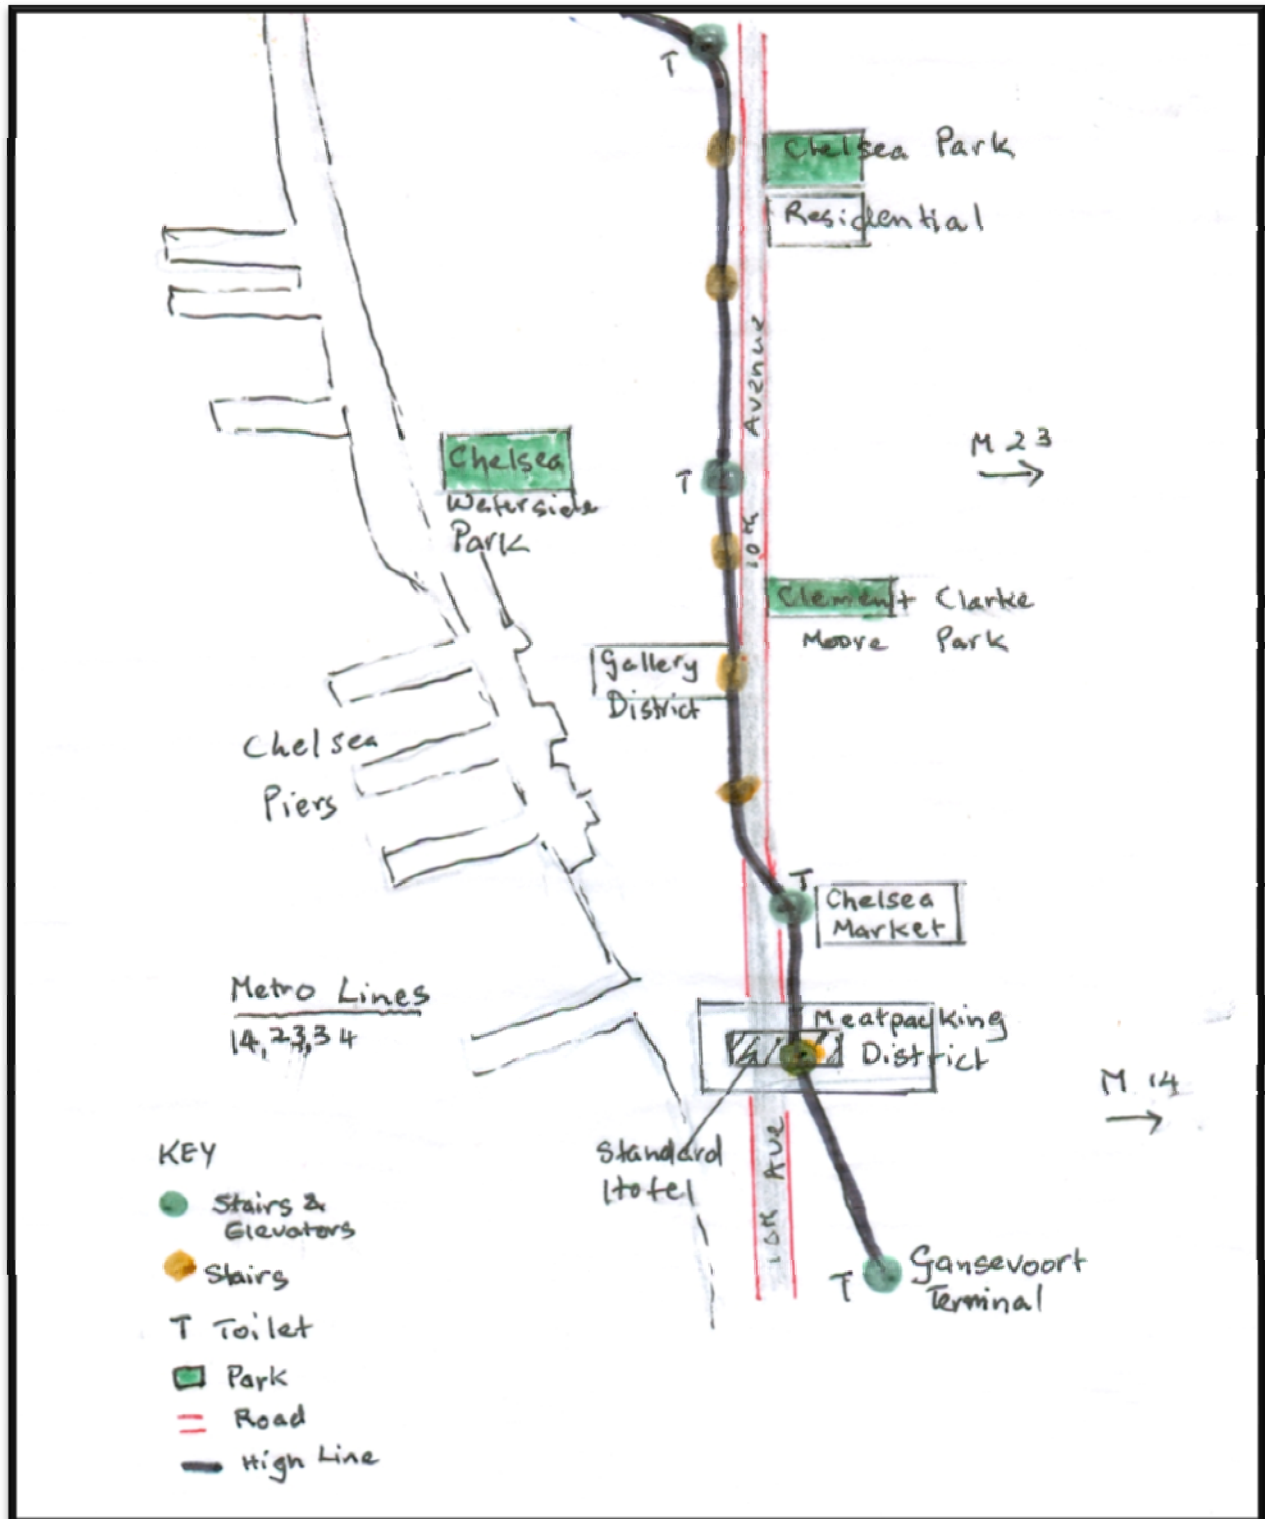 T
Chelsea Park
Residential
10th Avenue
M 23
Chelsea
Waterside
Park
T
Clement Clarke
Moore Park
Gallery
District
Chelsea
Piers
T
Chelsea
Market
Metro Lines
14, 23, 34
Meatpacking
District
M 14
Standard
Hotel
10th Ave
Gansevoort
Terminal
T
KEY
Stairs &
Elevators
Stairs
T Toilet
Park
Road
High Line